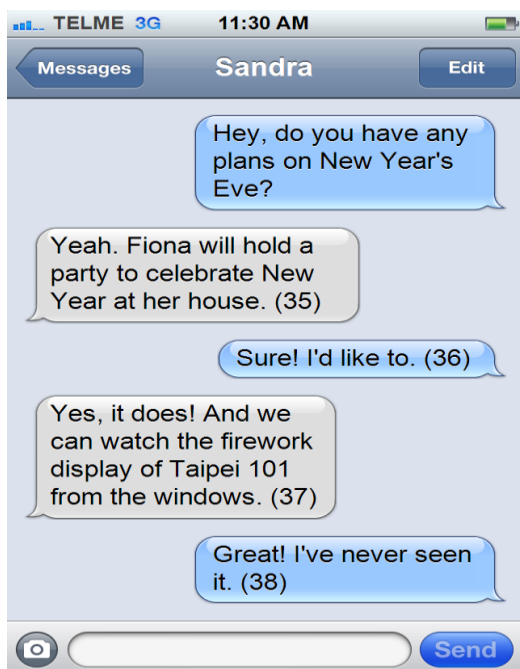 TELME 3G 11:30 AM
Messages Sandra Edit
Hey, do you have any
plans on New Year's
Eve?
Yeah. Fiona will hold a
party to celebrate New
Year at her house. (35)
Sure! I'd like to. (36)
Yes, it does! And we
can watch the firework
display of Taipei 101
from the windows. (37)
Great! I've never seen
it. (38)
Send